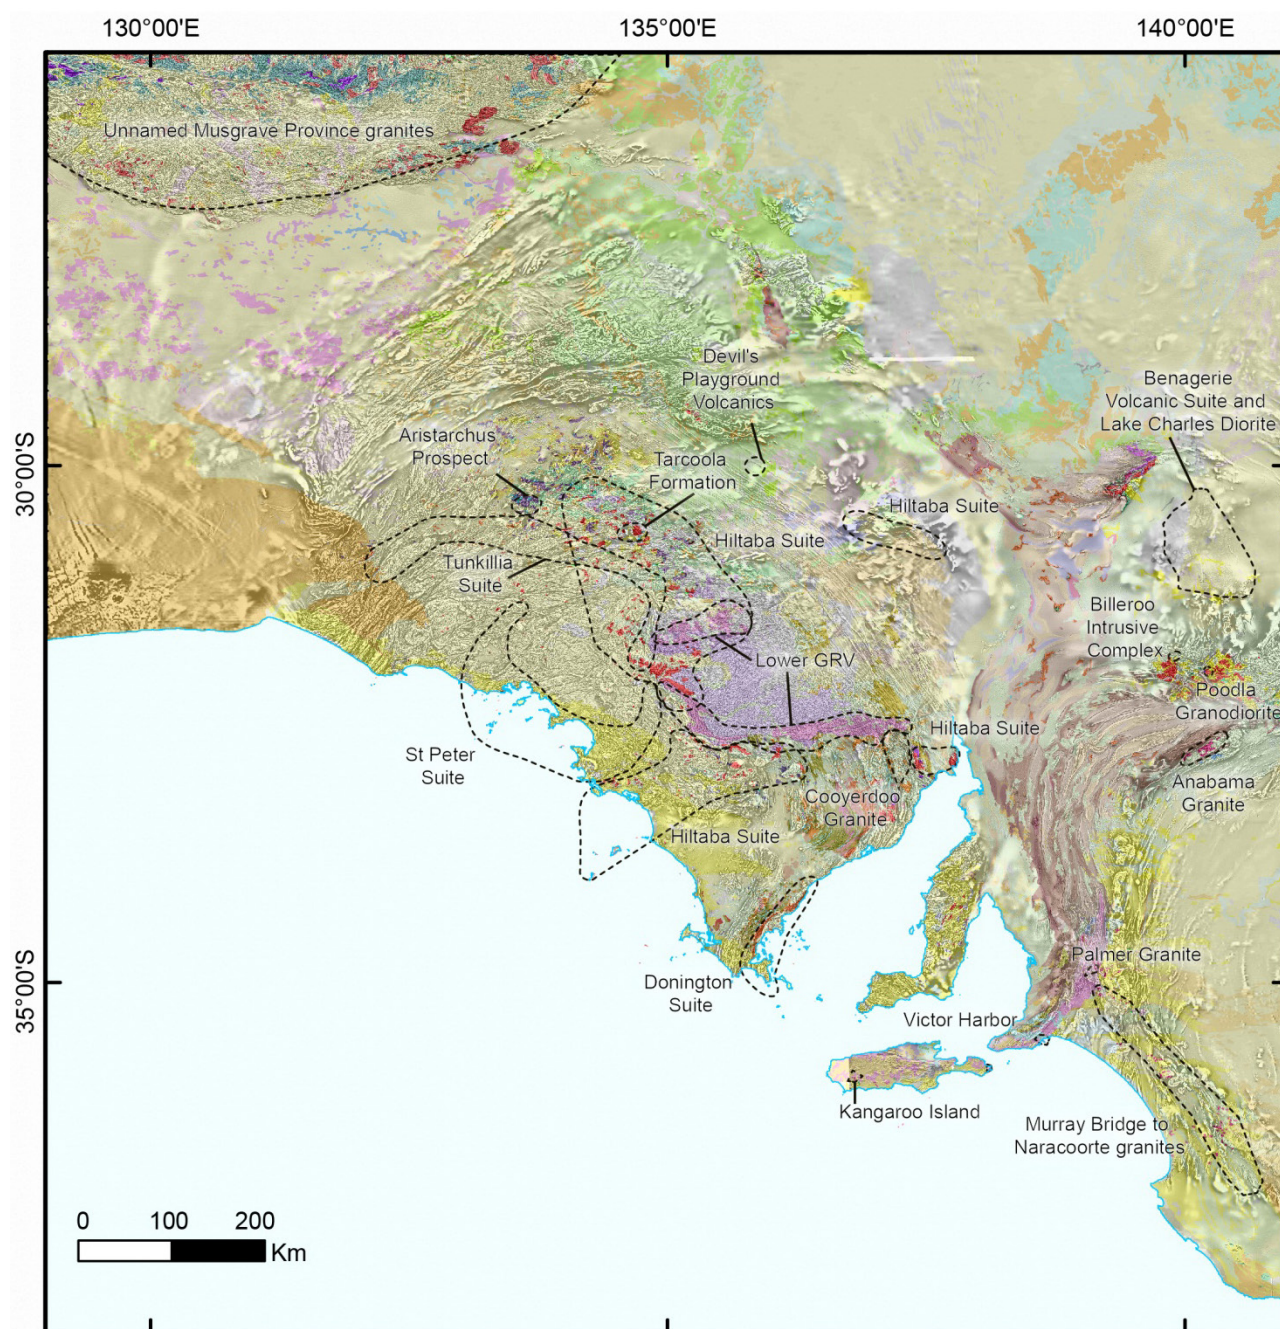 130°00'E
135°00'E
140°00'E
Unnamed Musgrave Province granites
Devil's
Playground
Volcanics
Benagerie
Volcanic Suite and
Lake Charles Diorite
Aristarchus
Prospect
Tarcoola
Formation
30°00'S
Hiltaba Suite
Hiltaba Suite
Tunkillia
Suite
Billeroo
Intrusive
Complex
Lower GRV
Poodla
Granodiorite
Hiltaba Suite
St Peter
Suite
Anabama
Granite
Cooyerdoo
Granite
Hiltaba Suite
Palmer Granite
35°00'S
Donington
Suite
Victor Harbor
Kangaroo Island
Murray Bridge to
Naracoorte granites
0 100 200
Km